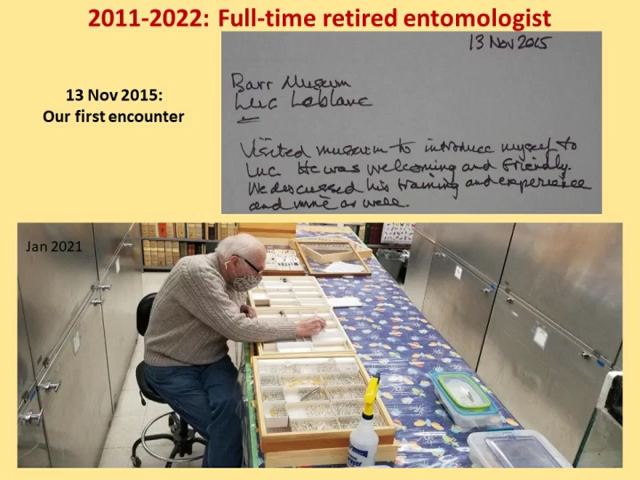 2011-2022: Full-time retired entomologist
13 Nov 2015:
Our first encounter
13 Nov 2015
Barr Museum
Luc Leblanc
Visited museum to introduce myself to
Luc. He was welcoming and friendly.
We discussed his training and experience
and mine as well.
Jan 2021